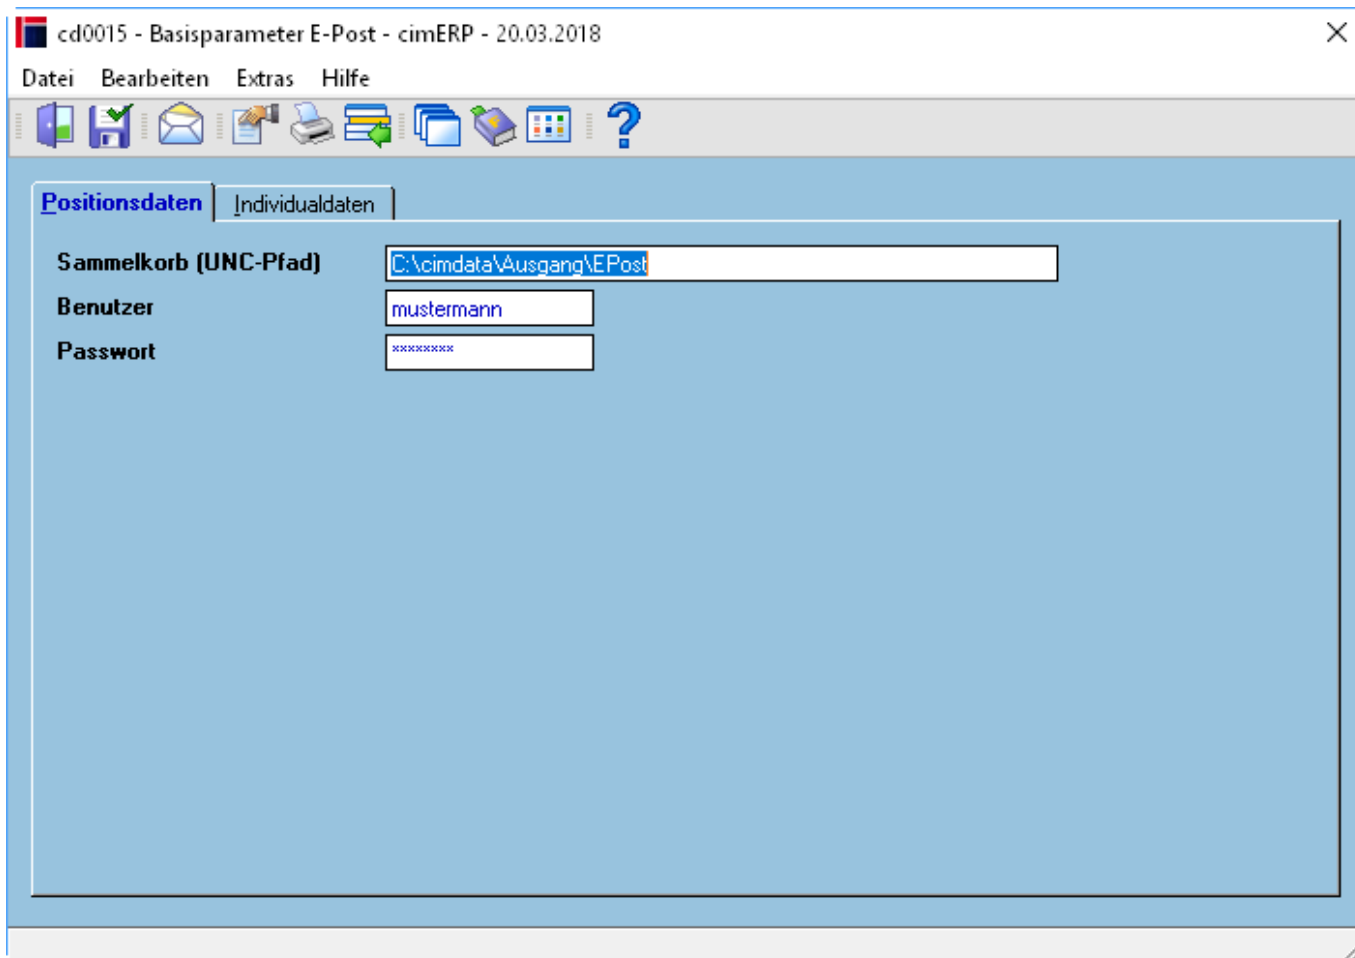 cd0015 - Basisparameter E-Post - cimERP - 20.03.2018
Datei Bearbeiten Extras Hilfe
Positionsdaten Individualdaten
Sammelkorb (UNC-Pfad) C:\cimdata\Ausgang\EPost
Benutzer mustermann
Passwort ********